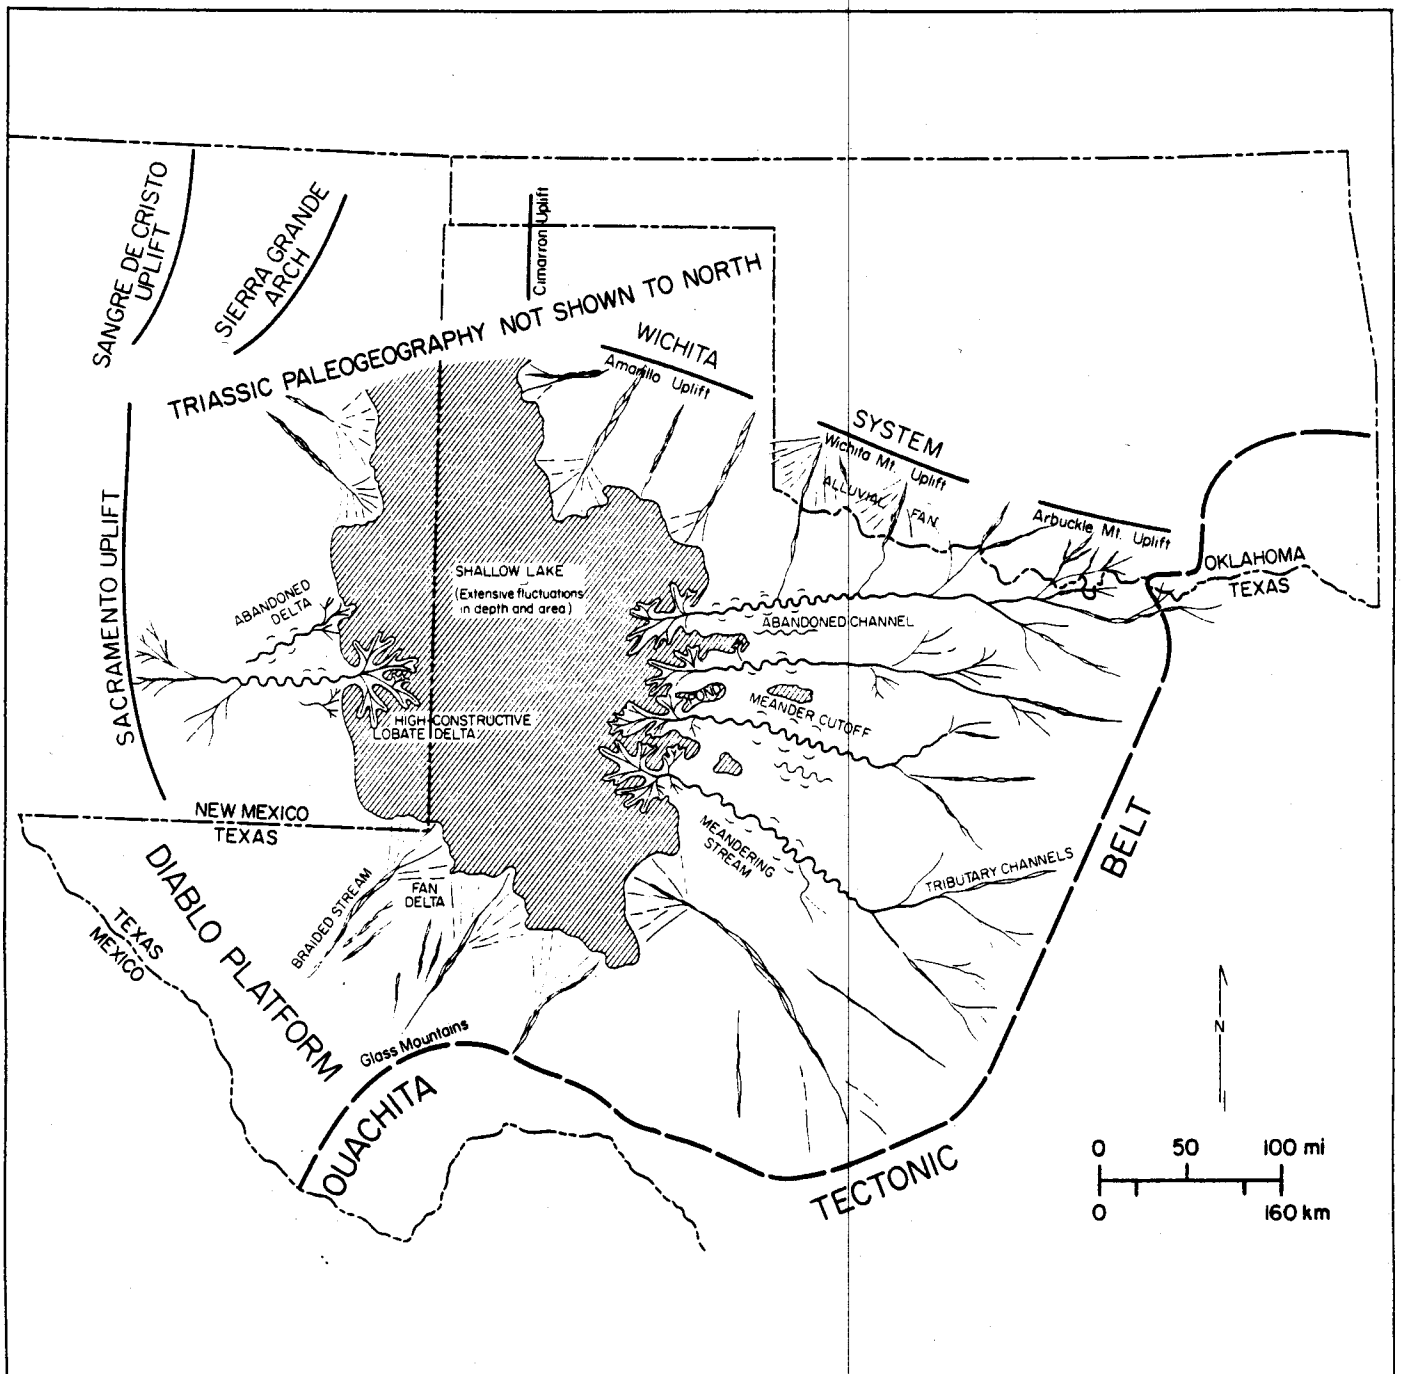 SANGRE DE CRISTO
UPLIFT
SIERRA GRANDE
ARCH
Cimarron Uplift
TRIASSIC PALEOGEOGRAPHY NOT SHOWN TO NORTH
WICHITA
Amarillo Uplift
SYSTEM
Wichita Mt. Uplift
ALLUVIAL FAN
Arbuckle Mt. Uplift
OKLAHOMA
TEXAS
SACRAMENTO UPLIFT
ABANDONED
DELTA
SHALLOW LAKE
(Extensive fluctuations
in depth and area)
ABANDONED CHANNEL
POND
MEANDER CUTOFF
HIGH-CONSTRUCTIVE
LOBATE DELTA
NEW MEXICO
TEXAS
MEANDERING
STREAM
TRIBUTARY CHANNELS
BELT
DIABLO PLATFORM
BRAIDED STREAM
FAN
DELTA
TEXAS
MEXICO
Glass Mountains
OUACHITA
TECTONIC
N
0 50 100 mi
0 160 km